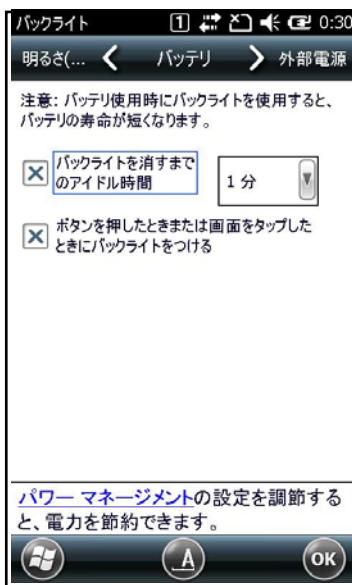 バックライト 1 0:30
明るさ(... バッテリ 外部電源
注意: バッテリ使用時にバックライトを使用すると、
バッテリの寿命が短くなります。
バックライトを消すまで
のアイドル時間
1 分
ボタンを押したときまたは画面をタップした
ときにバックライトをつける
パワー マネージメントの設定を調節する
と、電力を節約できます。
A OK